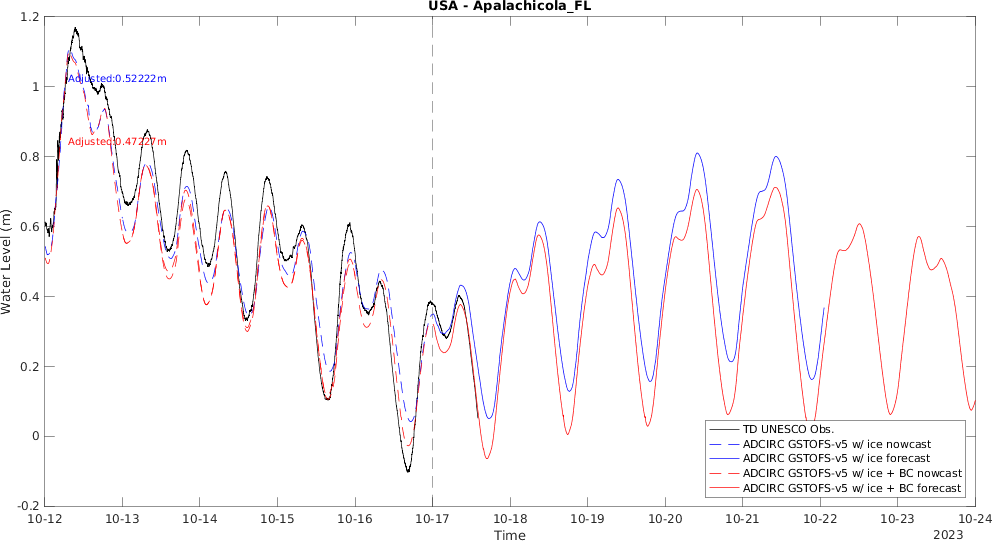 USA - Apalachicola_FL
1.2
1
0.8
0.6
0.4
0.2
0
-0.2
Water Level (m)
Adjusted:0.52222m
Adjusted:0.47227m
TD UNESCO Obs.
ADCIRC GSTOFS-v5 w/ ice nowcast
ADCIRC GSTOFS-v5 w/ ice forecast
ADCIRC GSTOFS-v5 w/ ice + BC nowcast
ADCIRC GSTOFS-v5 w/ ice + BC forecast
10-12 10-13 10-14 10-15 10-16 10-17 10-18 10-19 10-20 10-21 10-22 10-23 10-24
Time
2023